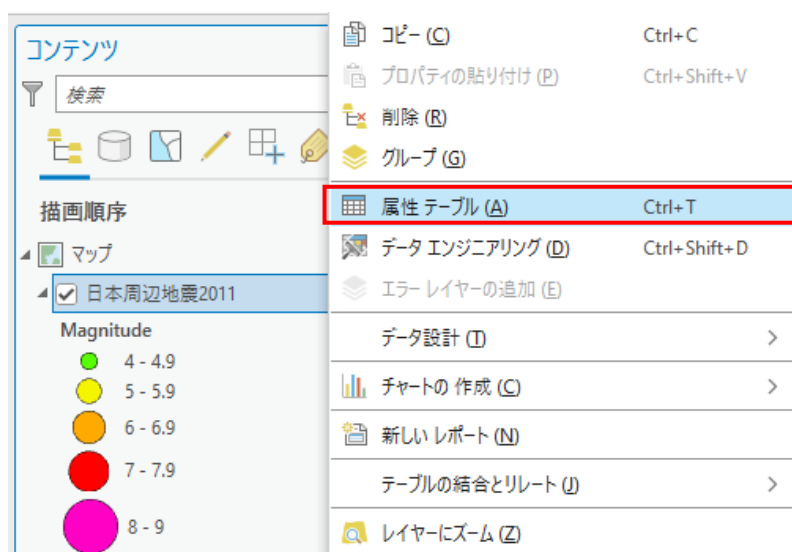 コンテンツ
検索
描画順序
マップ
日本周辺地震2011
Magnitude
4 - 4.9
5 - 5.9
6 - 6.9
7 - 7.9
8 - 9
コピー (C) Ctrl+C
プロパティの貼り付け (P) Ctrl+Shift+V
削除 (R)
グループ (G)
属性 テーブル (A) Ctrl+T
データ エンジニアリング (D) Ctrl+Shift+D
エラー レイヤーの追加 (E)
データ設計 (T)
チャートの 作成 (C)
新しい レポート (N)
テーブルの結合とリレート (J)
レイヤーにズーム (Z)